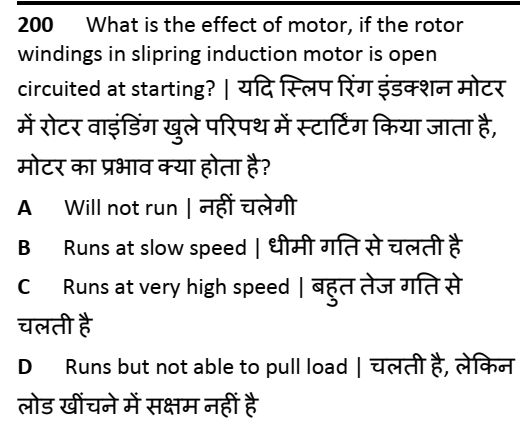 200 What is the effect of motor, if the rotor
windings in slipring induction motor is open
circuited at starting? | यदि स्लिप रिंग इंडक्शन मोटर
में रोटर वाइंडिंग खुले परिपथ में स्टार्टिंग किया जाता है,
मोटर का प्रभाव क्या होता है?
A Will not run | नहीं चलेगी
B Runs at slow speed | धीमी गति से चलती है
C Runs at very high speed | बहुत तेज गति से
चलती है
D Runs but not able to pull load | चलती है, लेकिन
लोड खींचने में सक्षम नहीं है